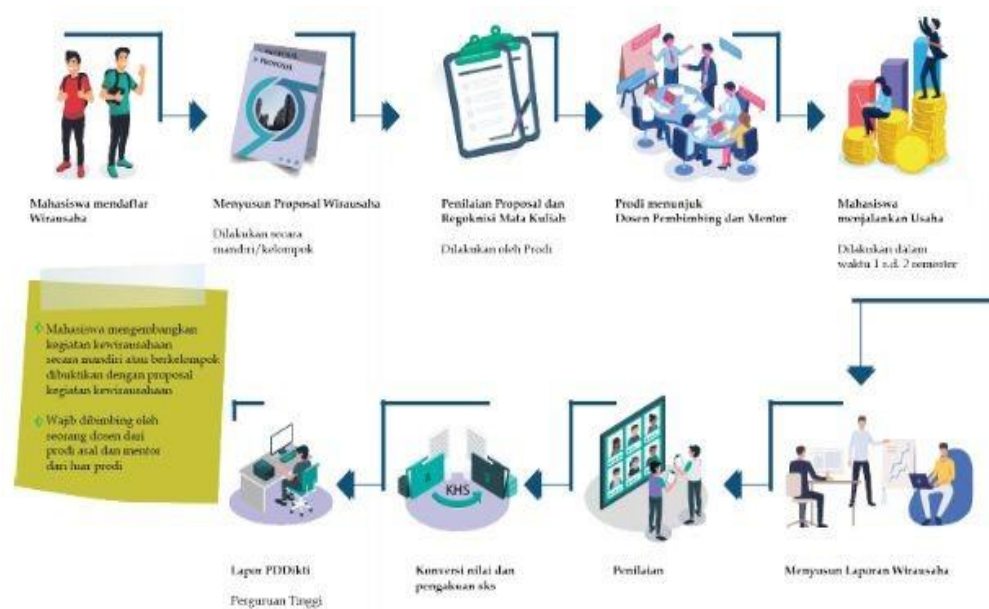 PROPOSAL
Mahasiswa mendaftar
Wirausaha
Menyusun Proposal Wirausaha
Dilakukan secara
mandiri/kelompok
Penilaian Proposal dan
Regoknisi Mata Kuliah
Dilakukan oleh Prodi
Prodi menunjuk
Dosen Pembimbing dan Mentor
Mahasiswa
menjalankan Usaha
Dilakukan dalam
waktu 1 s.d. 2 semester
Mahasiswa mengembangkan
kegiatan kewirausahaan
secara mandiri atau berkelompok
dibuktikan dengan proposal
kegiatan kewirausahaan
Wajib dibimbing oleh
seorang dosen dari
prodi asal dan mentor
dari luar prodi
KHS
Lapor PDDikti
Perguruan Tinggi
Konversi nilai dan
pengakuan sks
Penilaian
Menyusun Laporan Wirausaha